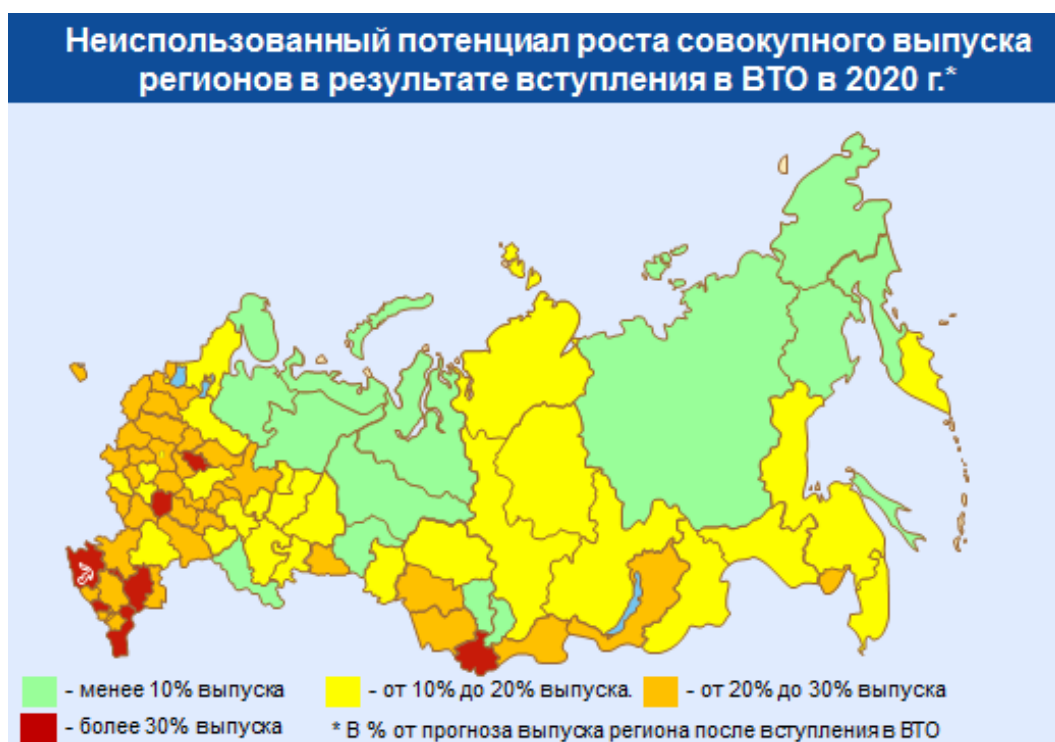 Неиспользованный потенциал роста совокупного выпуска
регионов в результате вступления в ВТО в 2020 г.*
- менее 10% выпуска
- от 10% до 20% выпуска.
- от 20% до 30% выпуска
- более 30% выпуска
* В % от прогноза выпуска региона после вступления в ВТО